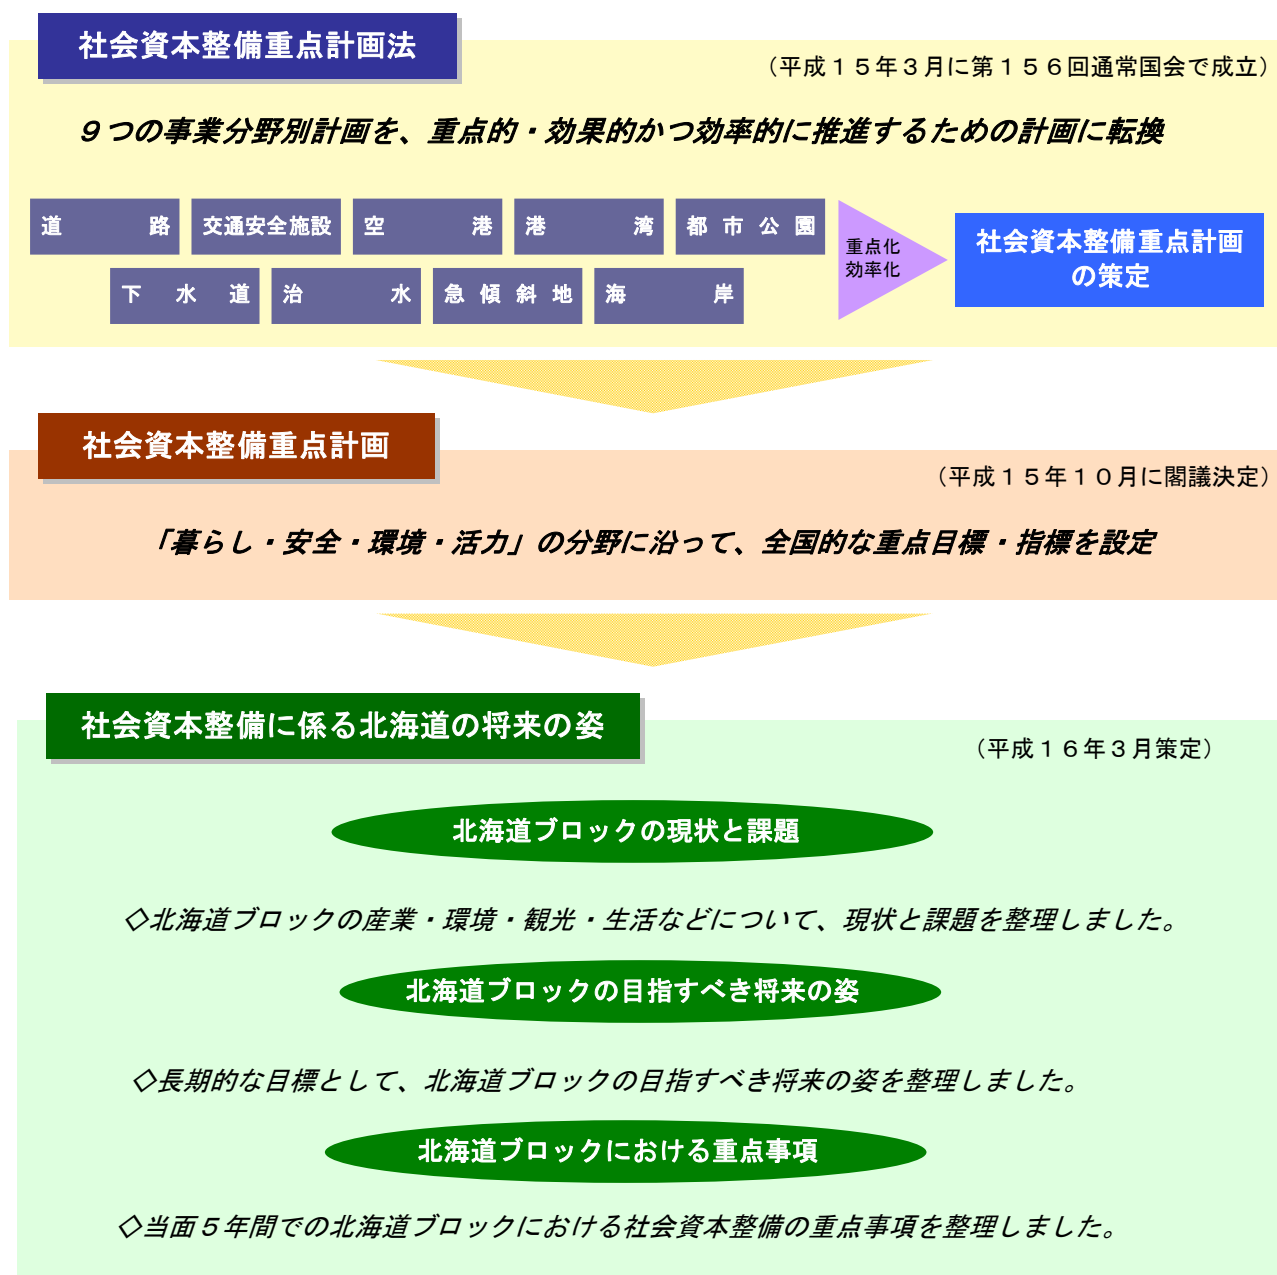 社会資本整備重点計画法
（平成１５年３月に第１５６回通常国会で成立）
９つの事業分野別計画を、重点的・効果的かつ効率的に推進するための計画に転換
道路 交通安全施設 空港 港湾 都市公園
下水道 治水 急傾斜地 海岸
重点化
効率化
社会資本整備重点計画
の策定
社会資本整備重点計画
（平成１５年１０月に閣議決定）
「暮らし・安全・環境・活力」の分野に沿って、全国的な重点目標・指標を設定
社会資本整備に係る北海道の将来の姿
（平成１６年３月策定）
北海道ブロックの現状と課題
◇北海道ブロックの産業・環境・観光・生活などについて、現状と課題を整理しました。
北海道ブロックの目指すべき将来の姿
◇長期的な目標として、北海道ブロックの目指すべき将来の姿を整理しました。
北海道ブロックにおける重点事項
◇当面５年間での北海道ブロックにおける社会資本整備の重点事項を整理しました。